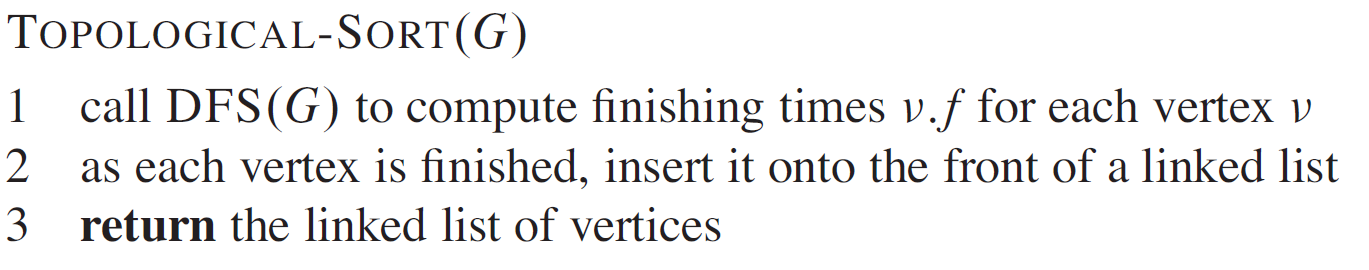 TOPOLOGICAL-SORT(G)
1 call DFS(G) to compute finishing times v.f for each vertex v
2 as each vertex is finished, insert it onto the front of a linked list
3 return the linked list of vertices